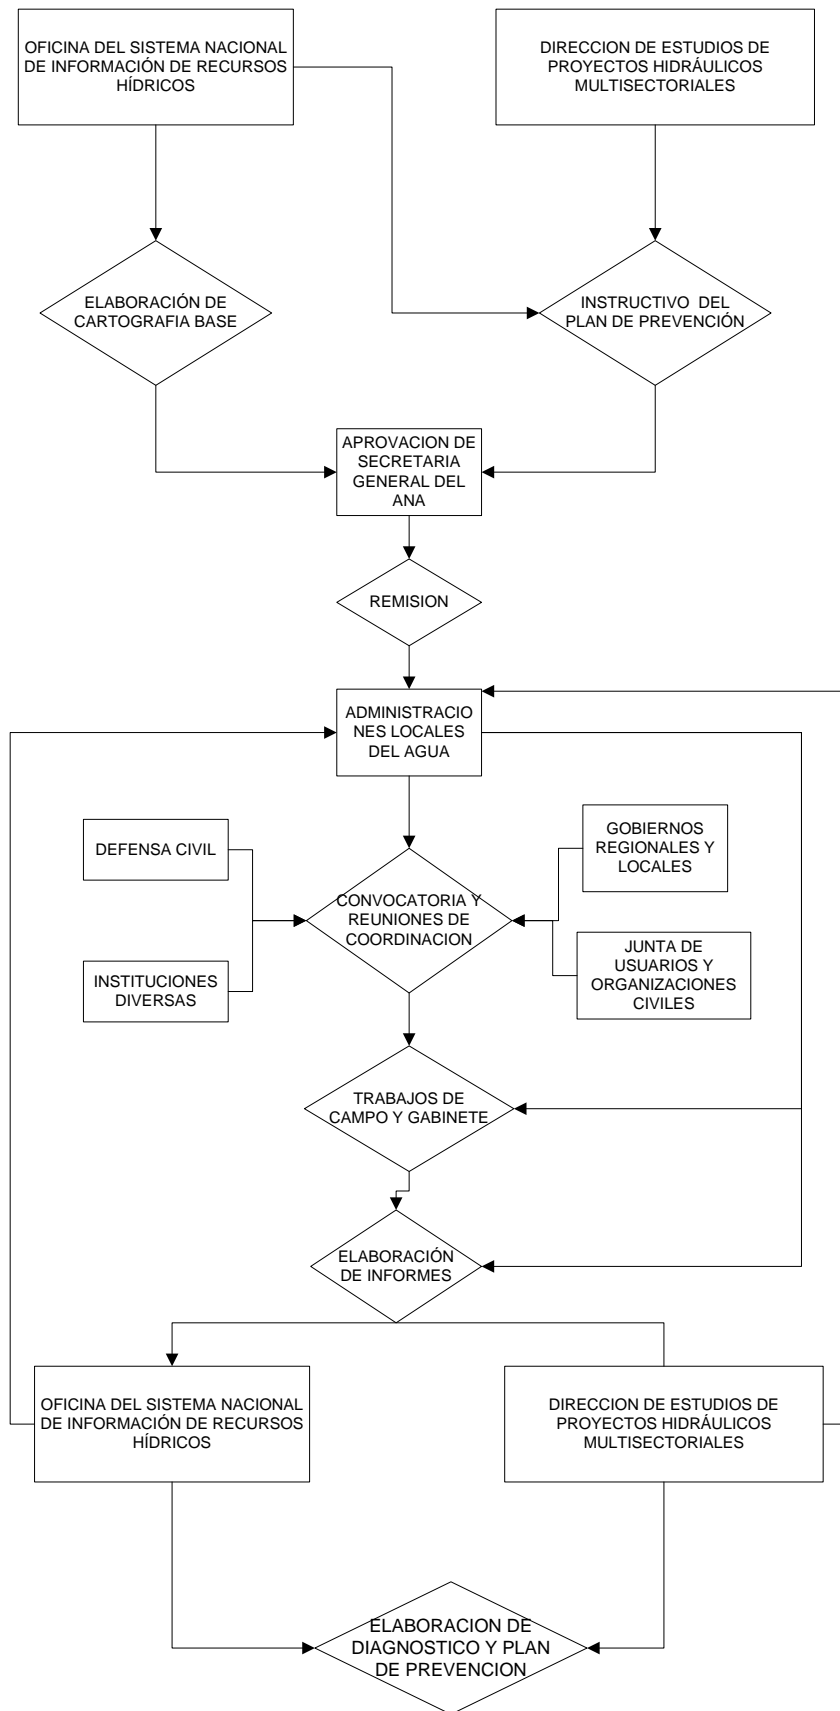 OFICINA DEL SISTEMA NACIONAL
DE INFORMACIÓN DE RECURSOS
HÍDRICOS
DIRECCION DE ESTUDIOS DE
PROYECTOS HIDRÁULICOS
MULTISECTORIALES
ELABORACIÓN DE
CARTOGRAFIA BASE
INSTRUCTIVO DEL
PLAN DE PREVENCIÓN
APROVACION DE
SECRETARIA
GENERAL DEL
ANA
REMISION
ADMINISTRACIO
NES LOCALES
DEL AGUA
DEFENSA CIVIL
GOBIERNOS
REGIONALES Y
LOCALES
CONVOCATORIA Y
REUNIONES DE
COORDINACION
INSTITUCIONES
DIVERSAS
JUNTA DE
USUARIOS Y
ORGANIZACIONES
CIVILES
TRABAJOS DE
CAMPO Y GABINETE
ELABORACIÓN
DE INFORMES
OFICINA DEL SISTEMA NACIONAL
DE INFORMACIÓN DE RECURSOS
HÍDRICOS
DIRECCION DE ESTUDIOS DE
PROYECTOS HIDRÁULICOS
MULTISECTORIALES
ELABORACION DE
DIAGNOSTICO Y PLAN
DE PREVENCION